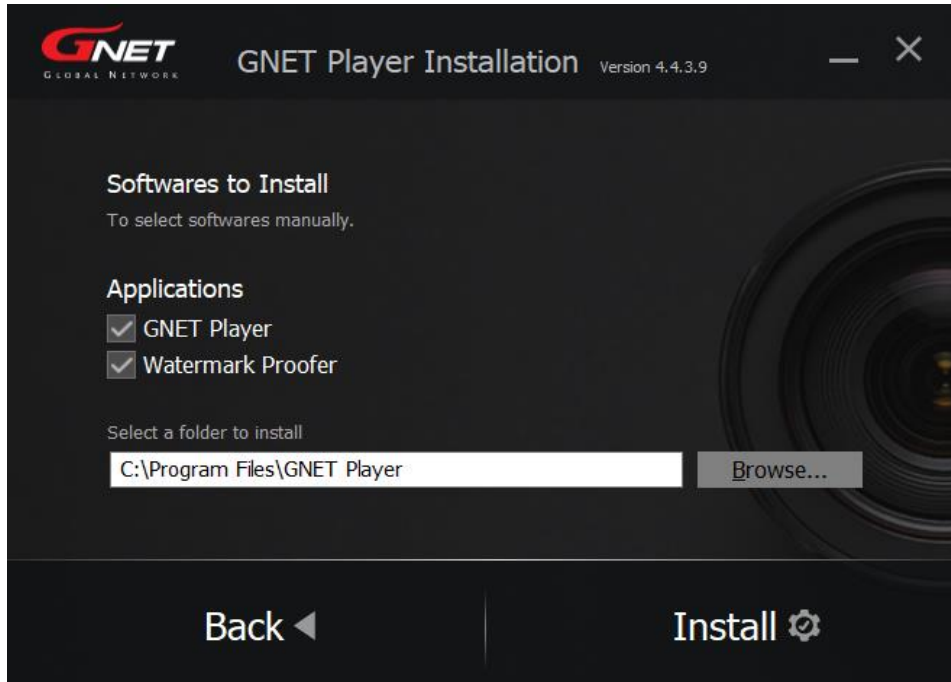 GNET
GLOBAL NETWORK
GNET Player Installation Version 4.4.3.9
Softwares to Install
To select softwares manually.
Applications
GNET Player
Watermark Proofer
Select a folder to install
C:\Program Files\GNET Player
Browse...
Back
Install